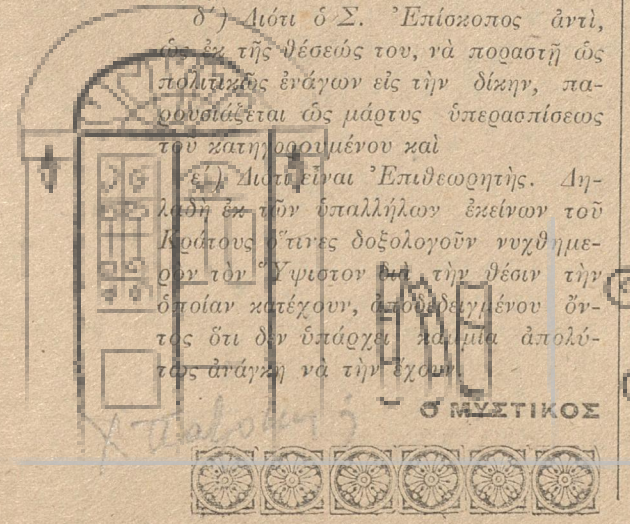 δ΄) Διότι ὁ Σ. Ἐπίσκοπος ἀντὶ,
ὡς ἐκ τῆς θέσεώς του, νὰ παραστῇ ὡς
πολιτικῶς ἐνάγων εἰς τὴν δίκην, πα-
ρουσιάζεται ὡς μάρτυς ὑπερασπίσεως
τοῦ κατηγορουμένου καὶ
ε΄) Διότι εἶναι Ἐπιθεωρητὴς. Δη-
λαδὴ ἐκ τῶν ὑπαλλήλων ἐκείνων τοῦ
Κράτους οἵτινες δοξολογοῦν νυχθημε-
ρὸν τὸν Ὕψιστον διὰ τὴν θέσιν τὴν
ὁποίαν κατέχουν, ἀποδεδειγμένου ὄν-
τος ὅτι δὲν ὑπάρχει καμμία ἀπολύ-
τως ἀνάγκη νὰ τὴν ἔχουν.
Ο ΜΥΣΤΙΚΟΣ